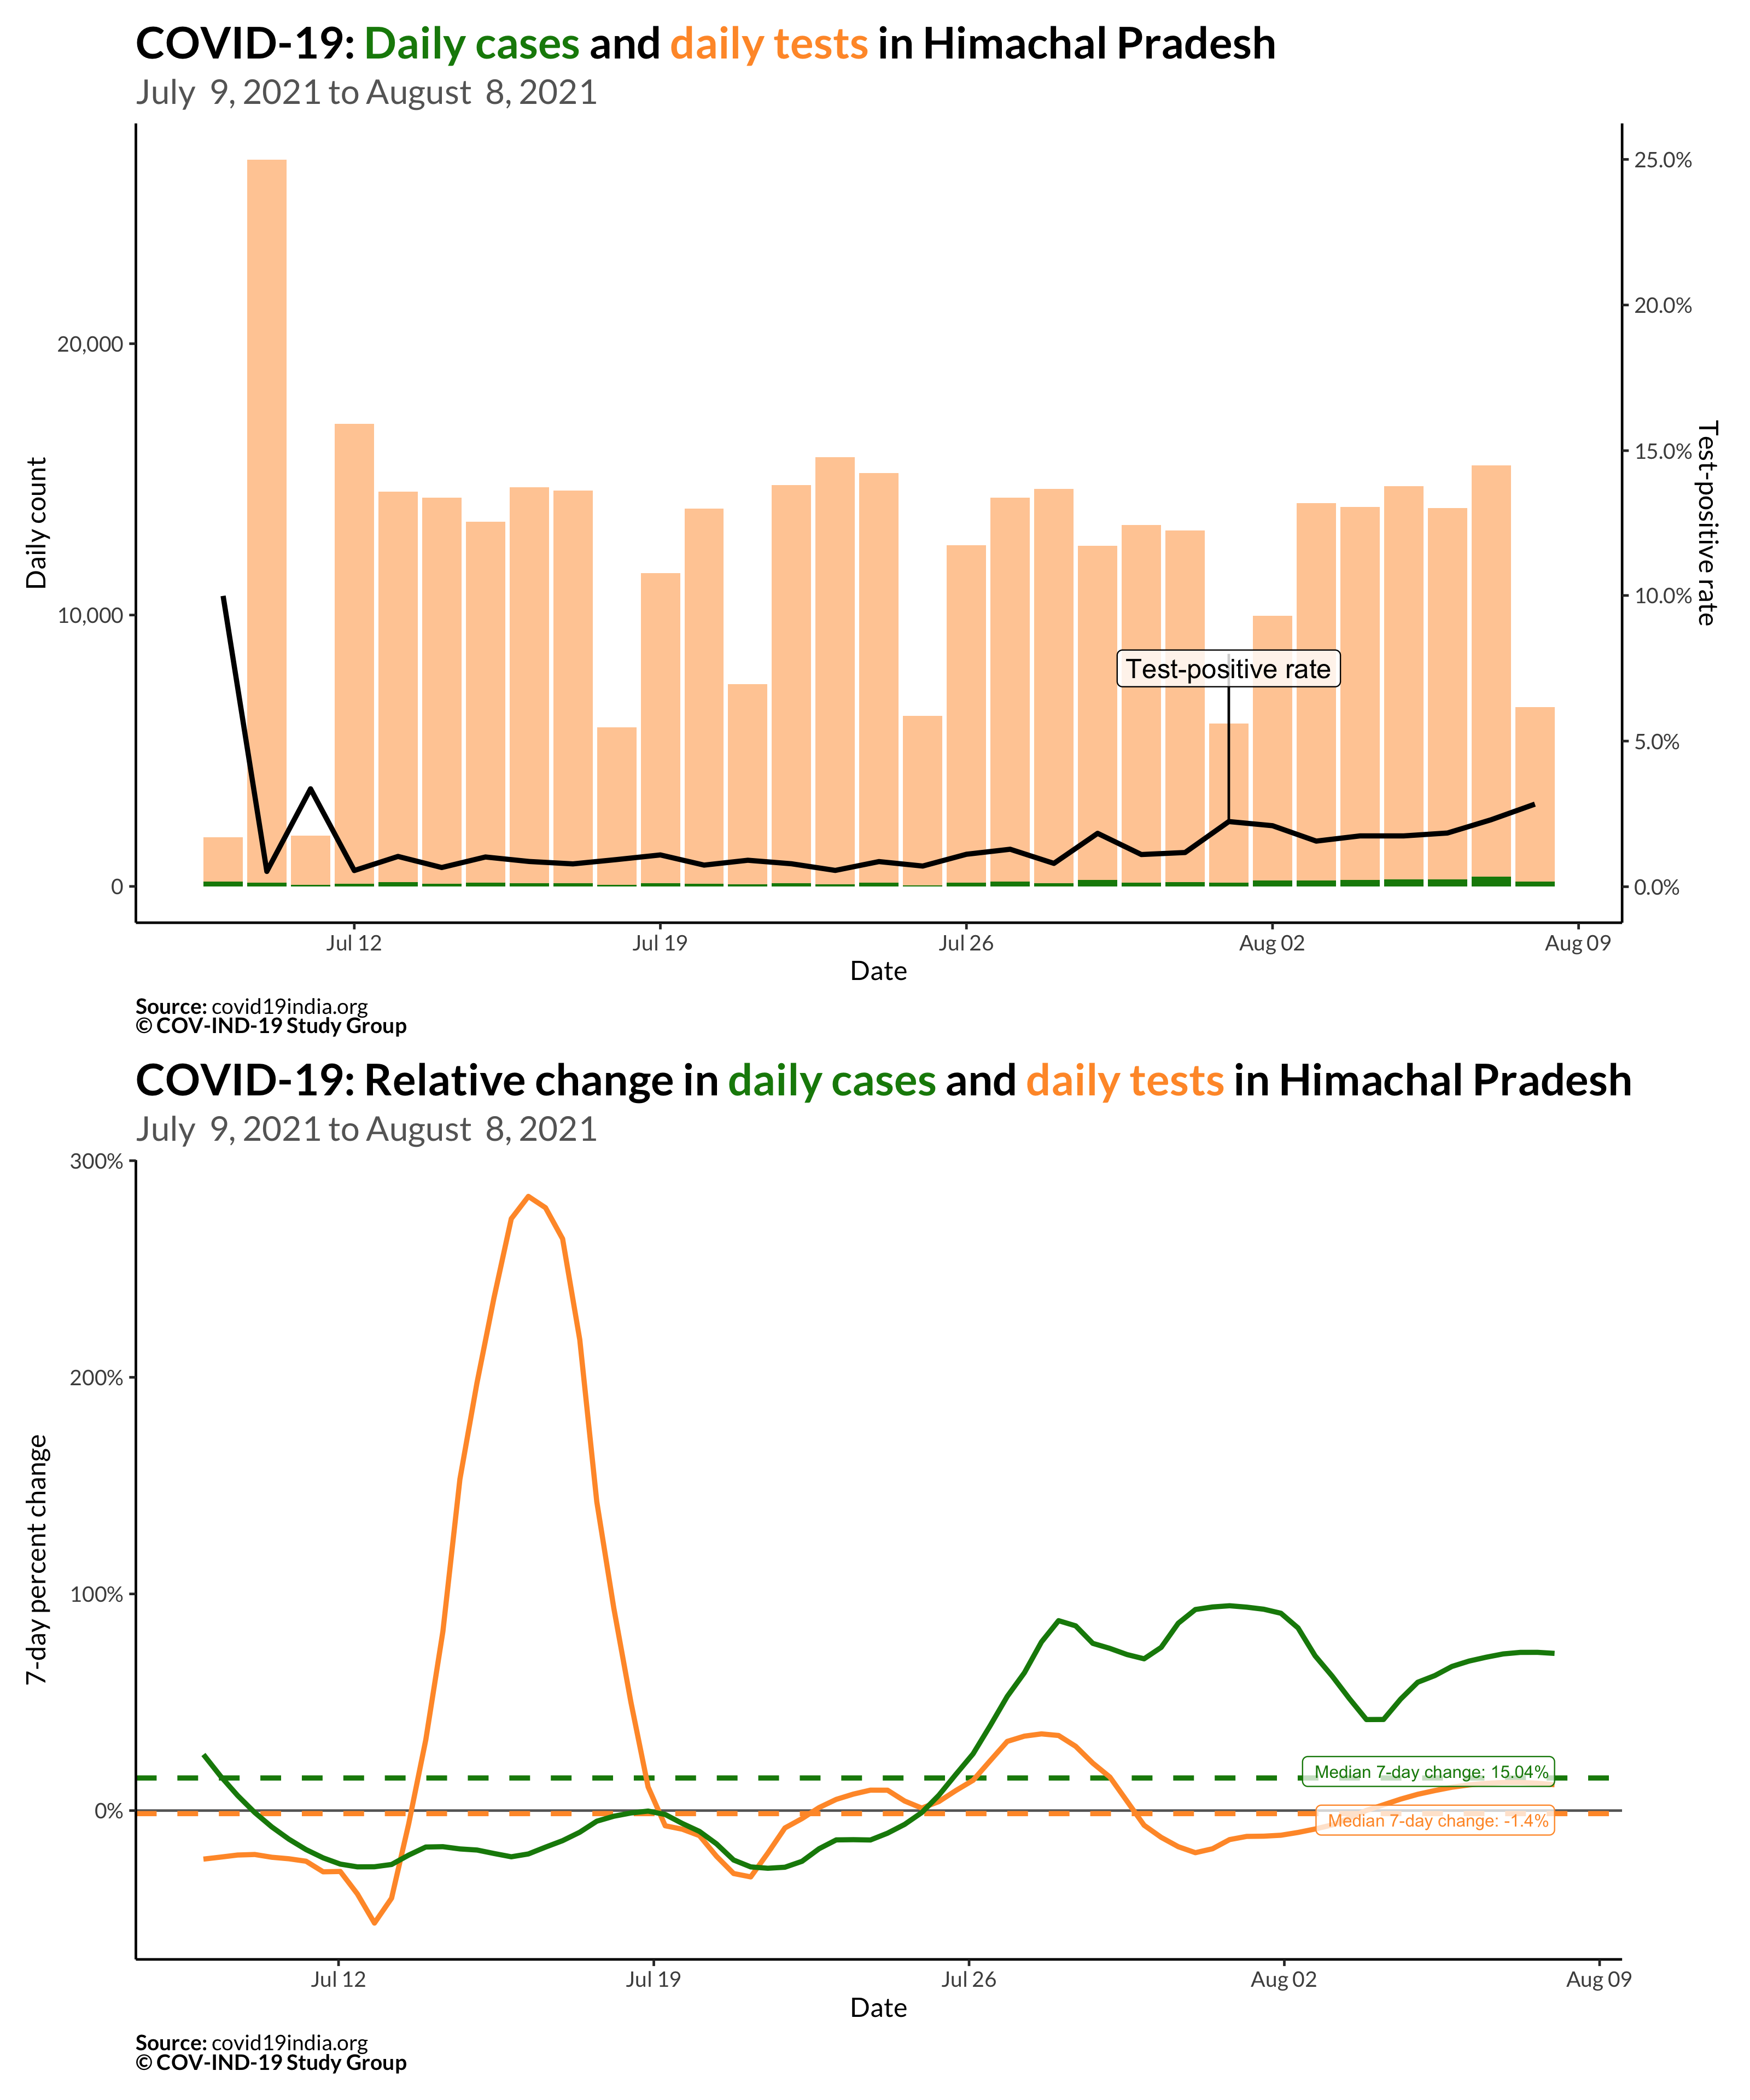 COVID-19: Daily cases and daily tests in Himachal Pradesh
July 9, 2021 to August 8, 2021
25.0%
20.0%
20,000
15.0%
Daily count
Test-positive rate
10.0%
10,000
Test-positive rate
5.0%
0
0.0%
Jul 12
Jul 19
Jul 26
Aug 02
Aug 09
Date
Source: covid19india.org
© COV-IND-19 Study Group
COVID-19: Relative change in daily cases and daily tests in Himachal Pradesh
July 9, 2021 to August 8, 2021
300%
200%
7-day percent change
100%
Median 7-day change: 15.04%
0%
Median 7-day change: -1.4%
Jul 12
Jul 19
Jul 26
Aug 02
Aug 09
Date
Source: covid19india.org
© COV-IND-19 Study Group